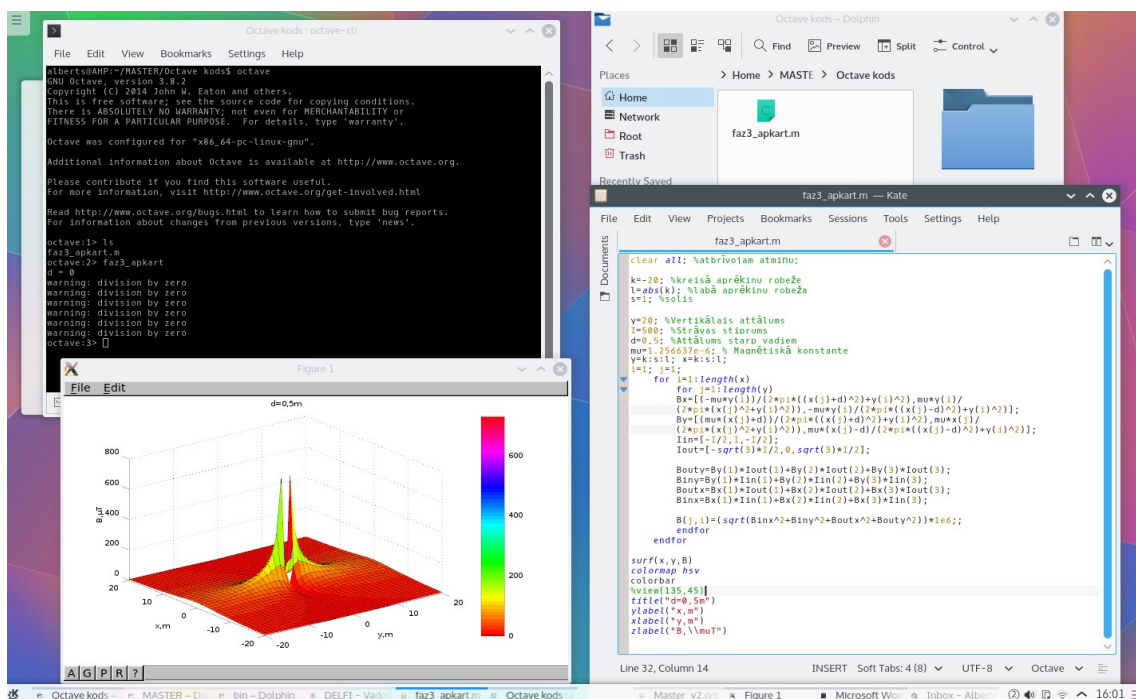 Octave kods : octave-cli
File Edit View Bookmarks Settings Help
alberts@AHP:~/MASTER/Octave kods$ octave
GNU Octave, version 3.8.2
Copyright (C) 2014 John W. Eaton and others.
This is free software; see the source code for copying conditions.
There is ABSOLUTELY NO WARRANTY; not even for MERCHANTABILITY or
FITNESS FOR A PARTICULAR PURPOSE.  For details, type 'warranty'.
Octave was configured for "x86_64-pc-linux-gnu".
Additional information about Octave is available at http://www.octave.org.
Please contribute if you find this software useful.
For more information, visit http://www.octave.org/get-involved.html
Read http://www.octave.org/bugs.html to learn how to submit bug reports.
For information about changes from previous versions, type 'news'.
octave:1> ls
faz3_apkart.m
octave:2> faz3_apkart
d = 0
warning: division by zero
warning: division by zero
warning: division by zero
warning: division by zero
warning: division by zero
warning: division by zero
octave:3>
Figure 1
File Edit
d=0,5m
B,μT
800
600
400
200
0
20
10
0
-10
-20
x,m
-20
-10
0
10
20
y,m
600
400
200
0
A G P R ?
Octave kods – Dolphin
Find Preview Split Control
Places
Home
Network
Root
Trash
Recently Saved
> Home > MASTE > Octave kods
faz3_apkart.m
faz3_apkart.m — Kate
File Edit View Projects Bookmarks Sessions Tools Settings Help
Documents
faz3_apkart.m
clear all; %atbrīvojam atmiņu;
k=-20; %kreisā aprēķinu robeže
l=abs(k); %labā aprēķinu robeža
s=1; %solis
y=20; %Vertikālais attālums
I=500; %Strāvas stiprums
d=0,5; %Attālums starp vadiem
mu=1.256637e-6; % Magnētiskā konstante
y=k:s:l; x=k:s:l;
i=1; j=1;
for i=1:length(x)
for j=1:length(y)
Bx=[(-mu*y(i))/(2*pi*((x(j)+d)^2)+y(i)^2),mu*y(i)/
(2*pi*(x(j)^2+y(i)^2)),-mu*y(i)/(2*pi*((x(j)-d)^2)+y(i)^2)];
By=[(mu*(x(j)+d))/(2*pi*((x(j)+d)^2)+y(i)^2),mu*x(j)/
(2*pi*(x(j)^2+y(i)^2)),mu*(x(j)-d)/(2*pi*((x(j)-d)^2)+y(i)^2)];
Iin=[-I/2,I,-I/2];
Iout=[-sqrt(3)*I/2,0,sqrt(3)*I/2];
Bouty=By(1)*Iout(1)+By(2)*Iout(2)+By(3)*Iout(3);
Biny=By(1)*Iin(1)+By(2)*Iin(2)+By(3)*Iin(3);
Boutx=Bx(1)*Iout(1)+Bx(2)*Iout(2)+Bx(3)*Iout(3);
Binx=Bx(1)*Iin(1)+Bx(2)*Iin(2)+Bx(3)*Iin(3);
B(j,i)=(sqrt(Binx^2+Biny^2+Boutx^2+Bouty^2))*1e6;;
endfor
endfor
surf(x,y,B)
colormap hsv
colorbar
%view(135,45)
title("d=0,5m")
ylabel("x,m")
xlabel("y,m")
zlabel("B,\\muT")
Line 32, Column 14 INSERT Soft Tabs: 4 (8) UTF-8 Octave
Octave kods – MASTER – Do bin – Dolphin DELFI - Vado faz3_apkart.m Octave kods : Master_v2.od Figure 1 Microsoft Wor Inbox - Albert 16:01